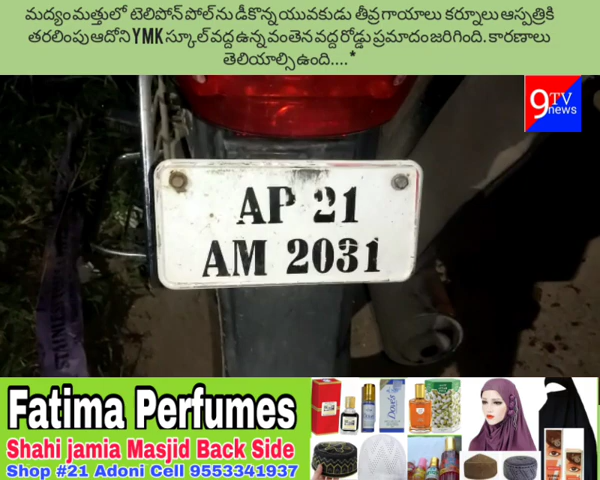 మద్యం మత్తులో టెలిపోన్ పోల్ ను డీకొన్న యువకుడు తీవ్ర గాయాలు కర్నూలు ఆస్పత్రికి
తరలింపు ఆదోని YMK స్కూల్ వద్ద ఉన్న వంతెన వద్ద రోడ్డు ప్రమాదం జరిగింది. కారణాలు
తెలియాల్సి ఉంది....*
9TV
news
AP 21
AM 2031
Fatima Perfumes
Shahi jamia Masjid Back Side
Shop #21 Adoni Cell 9553341937